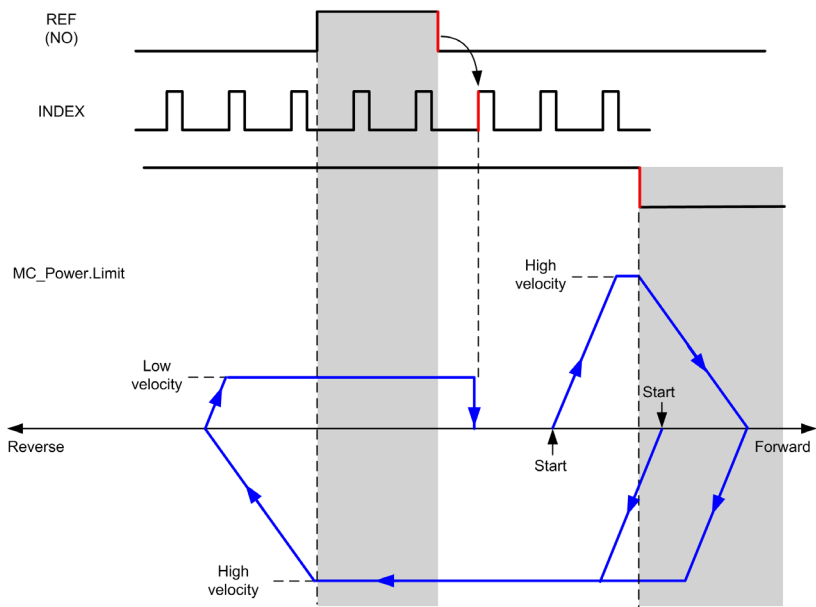 REF
(NO)
INDEX
MC_Power.Limit
High
velocity
Low
velocity
Start
Reverse
Forward
Start
High
velocity